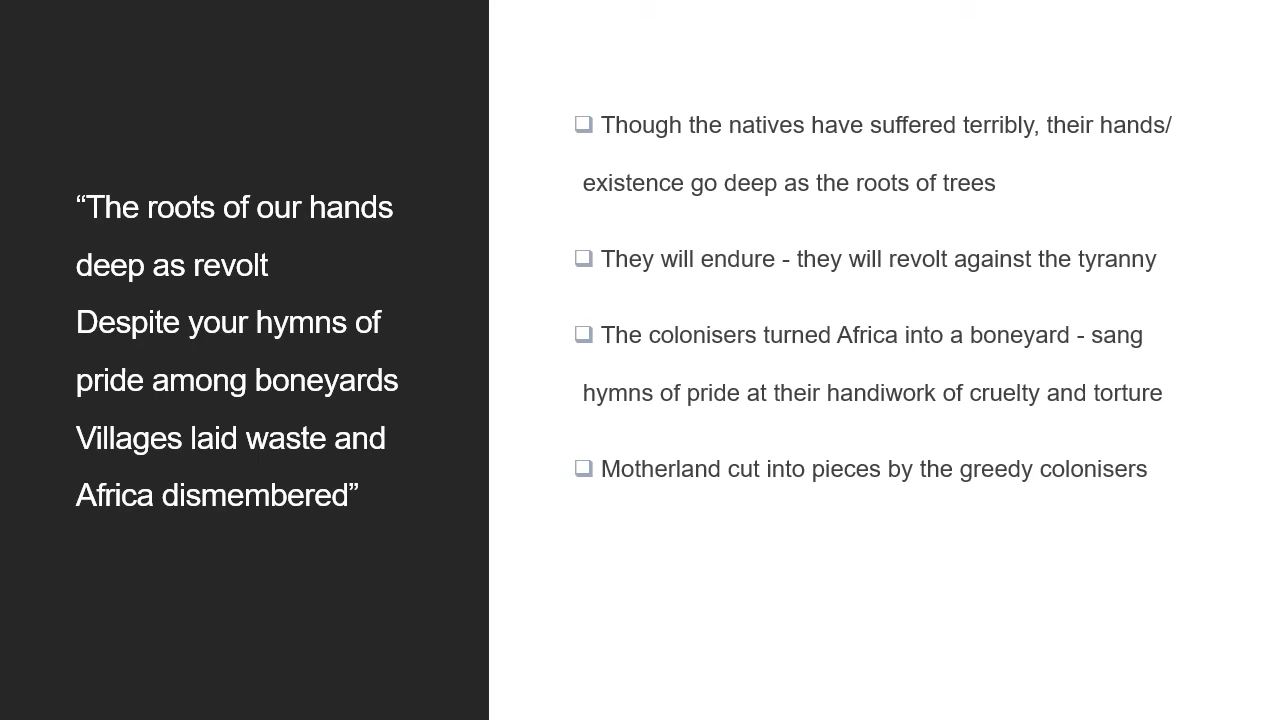 “The roots of our hands
deep as revolt
Despite your hymns of
pride among boneyards
Villages laid waste and
Africa dismembered”
❑ Though the natives have suffered terribly, their hands/
existence go deep as the roots of trees
❑ They will endure - they will revolt against the tyranny
❑ The colonisers turned Africa into a boneyard - sang
hymns of pride at their handiwork of cruelty and torture
❑ Motherland cut into pieces by the greedy colonisers